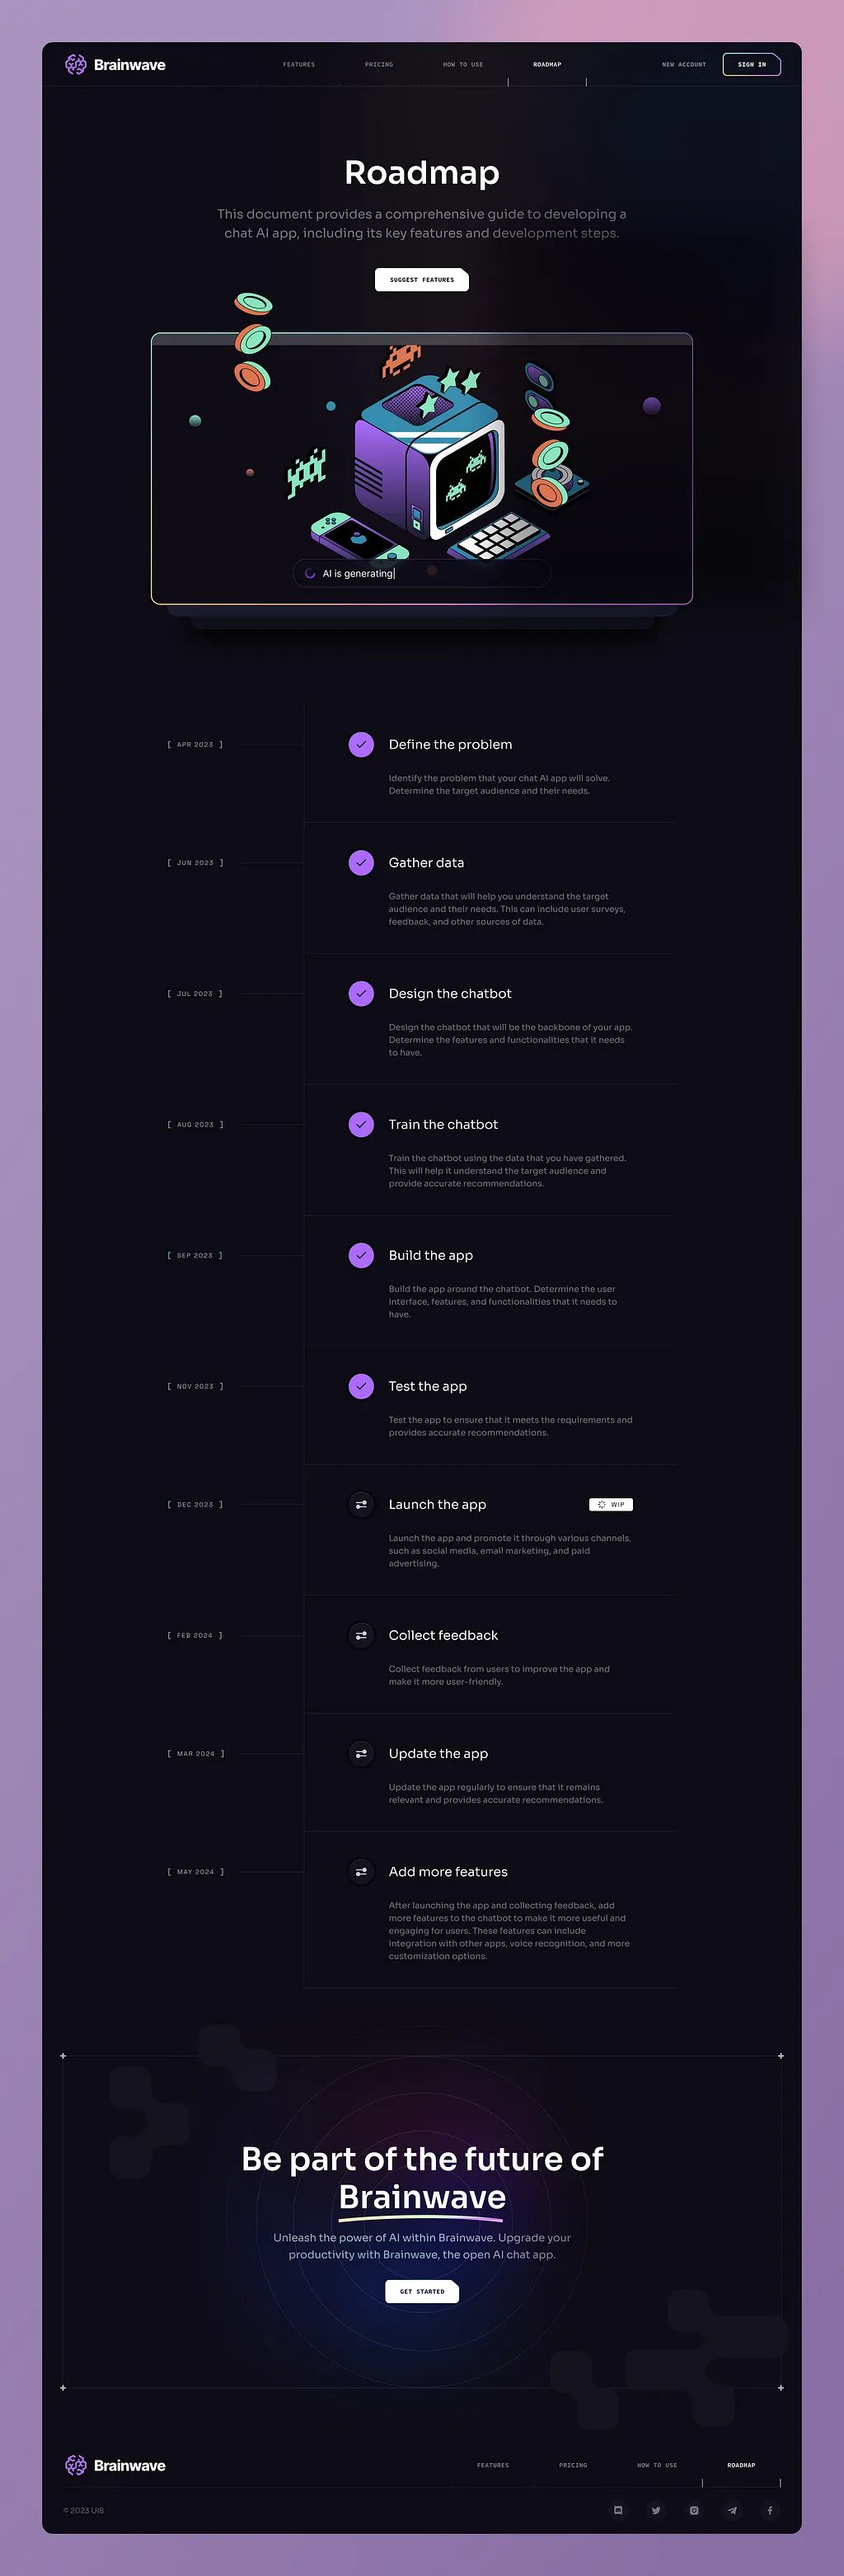 Brainwave
FEATURES
PRICING
HOW TO USE
ROADMAP
NEW ACCOUNT
SIGN IN
Roadmap
This document provides a comprehensive guide to developing a
chat AI app, including its key features and development steps.
SUGGEST FEATURES
AI is generating|
[ APR 2023 ]
Define the problem
Identify the problem that your chat AI app will solve.
Determine the target audience and their needs.
[ JUN 2023 ]
Gather data
Gather data that will help you understand the target
audience and their needs. This can include user surveys,
feedback, and other sources of data.
[ JUL 2023 ]
Design the chatbot
Design the chatbot that will be the backbone of your app.
Determine the features and functionalities that it needs
to have.
[ AUG 2023 ]
Train the chatbot
Train the chatbot using the data that you have gathered.
This will help it understand the target audience and
provide accurate recommendations.
[ SEP 2023 ]
Build the app
Build the app around the chatbot. Determine the user
interface, features, and functionalities that it needs to
have.
[ NOV 2023 ]
Test the app
Test the app to ensure that it meets the requirements and
provides accurate recommendations.
[ DEC 2023 ]
Launch the app
WIP
Launch the app and promote it through various channels,
such as social media, email marketing, and paid
advertising.
[ FEB 2024 ]
Collect feedback
Collect feedback from users to improve the app and
make it more user-friendly.
[ MAR 2024 ]
Update the app
Update the app regularly to ensure that it remains
relevant and provides accurate recommendations.
[ MAY 2024 ]
Add more features
After launching the app and collecting feedback, add
more features to the chatbot to make it more useful and
engaging for users. These features can include
integration with other apps, voice recognition, and more
customization options.
Be part of the future of
Brainwave
Unleash the power of AI within Brainwave. Upgrade your
productivity with Brainwave, the open AI chat app.
GET STARTED
Brainwave
FEATURES
PRICING
HOW TO USE
ROADMAP
© 2023 UI8